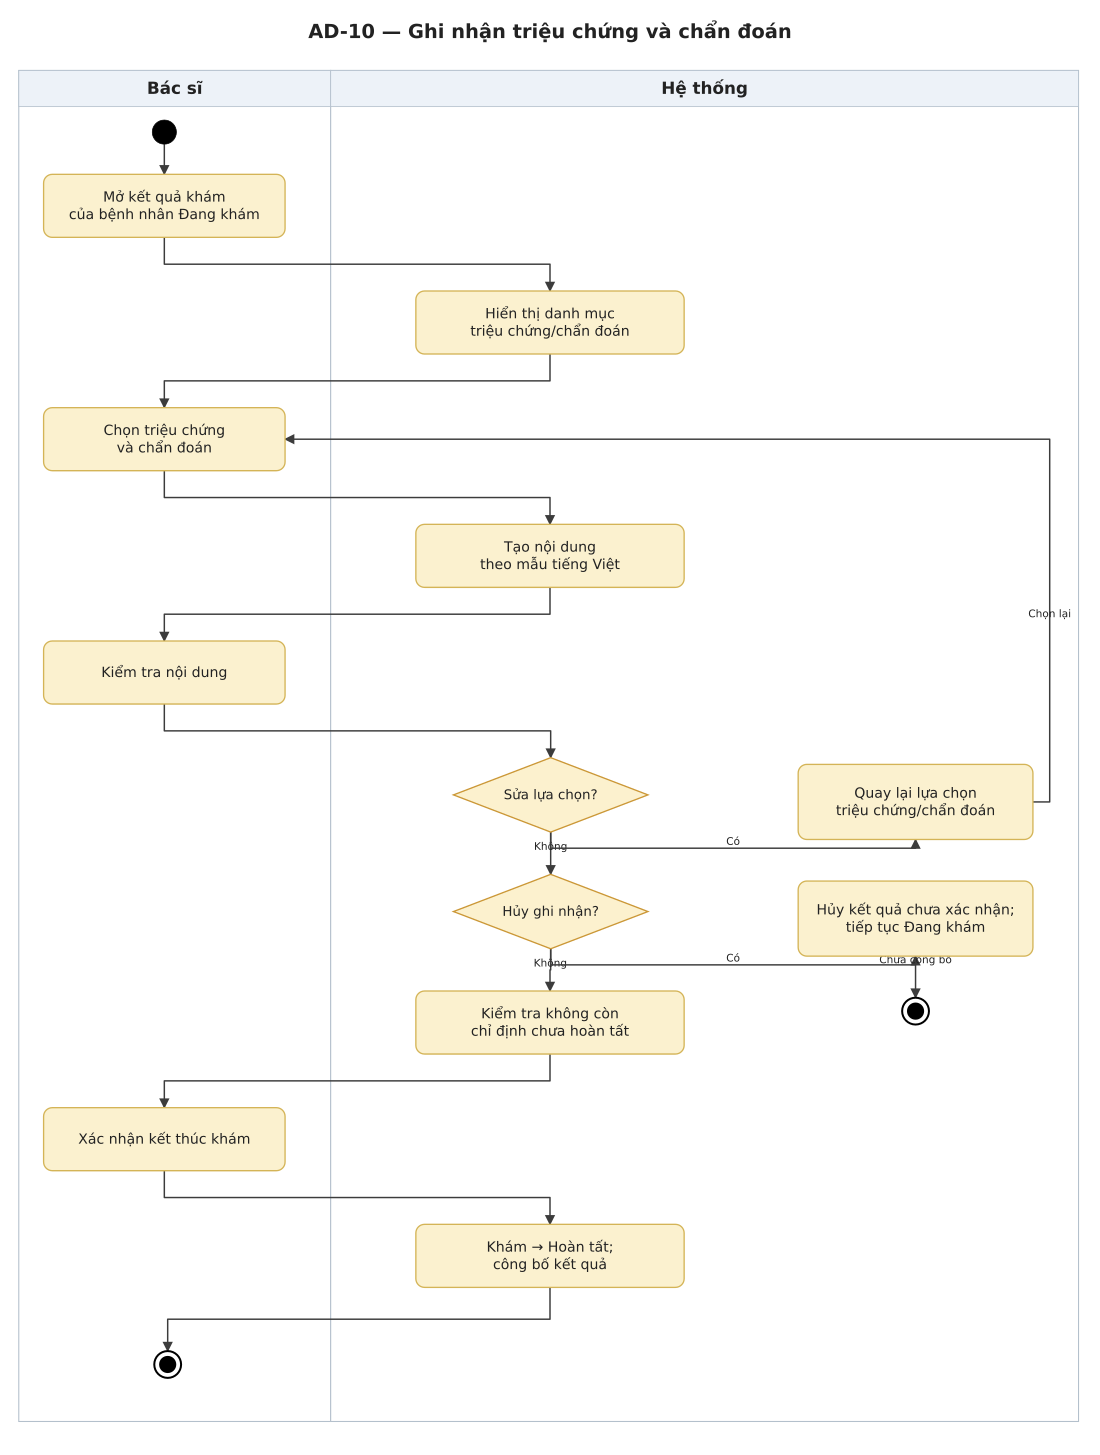 AD-10 — Ghi nhận triệu chứng và chẩn đoán
Bác sĩ
Hệ thống
Mở kết quả khám
của bệnh nhân Đang khám
Hiển thị danh mục
triệu chứng/chẩn đoán
Chọn triệu chứng
và chẩn đoán
Tạo nội dung
theo mẫu tiếng Việt
Chọn lại
Kiểm tra nội dung
Sửa lựa chọn?
Quay lại lựa chọn
triệu chứng/chẩn đoán
Không
Có
Hủy ghi nhận?
Hủy kết quả chưa xác nhận;
tiếp tục Đang khám
Không
Có
Chưa công bố
Kiểm tra không còn
chỉ định chưa hoàn tất
Xác nhận kết thúc khám
Khám → Hoàn tất;
công bố kết quả